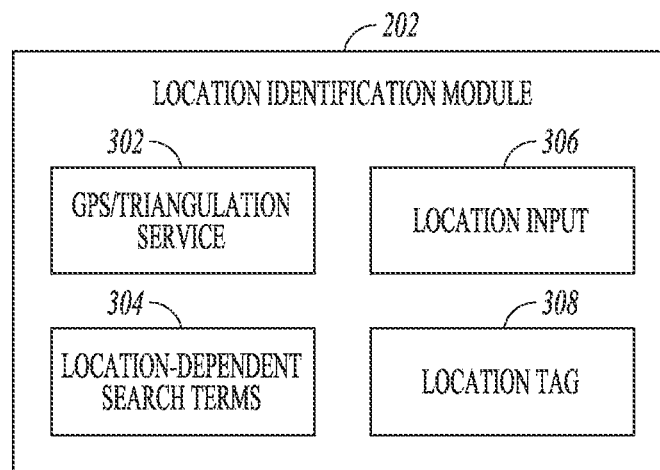 202
LOCATION IDENTIFICATION MODULE
302
GPS/TRIANGULATION
SERVICE
306
LOCATION INPUT
304
LOCATION-DEPENDENT
SEARCH TERMS
308
LOCATION TAG